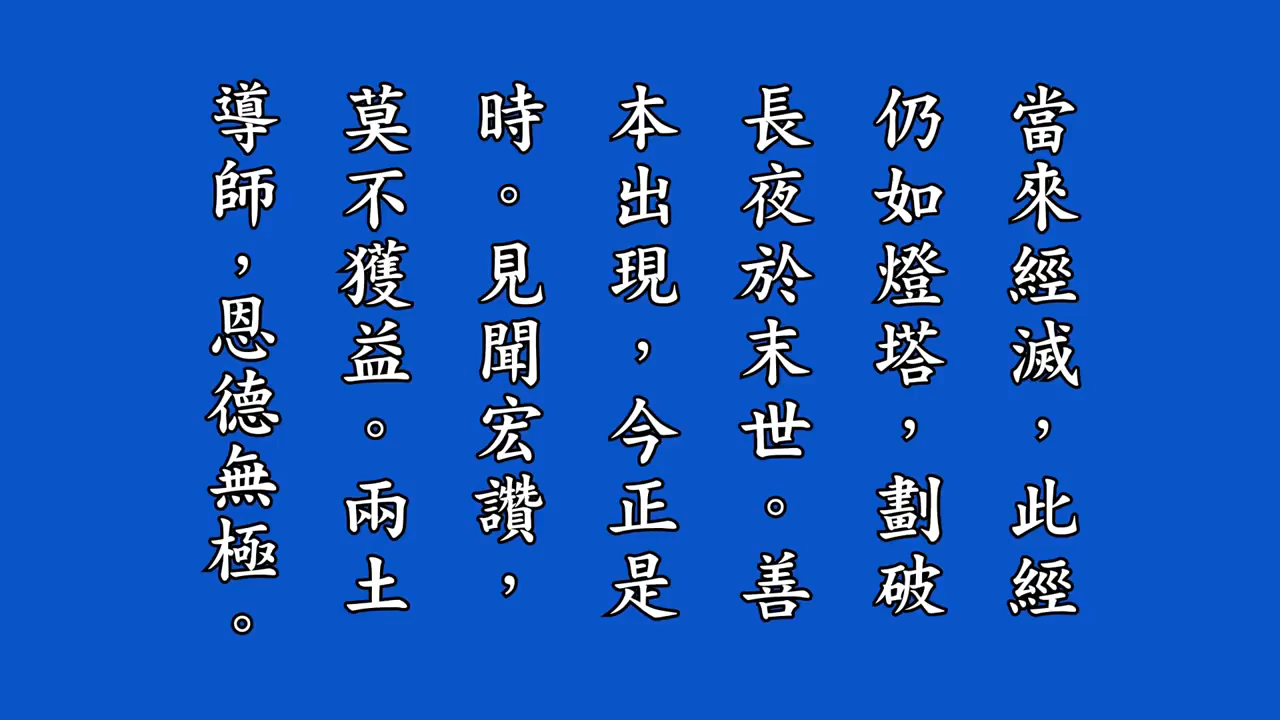 當來經滅，此經
仍如燈塔，劃破
長夜於末世。善
本出現，今正是
時。見聞宏讚，
莫不獲益。兩土
導師，恩德無極。